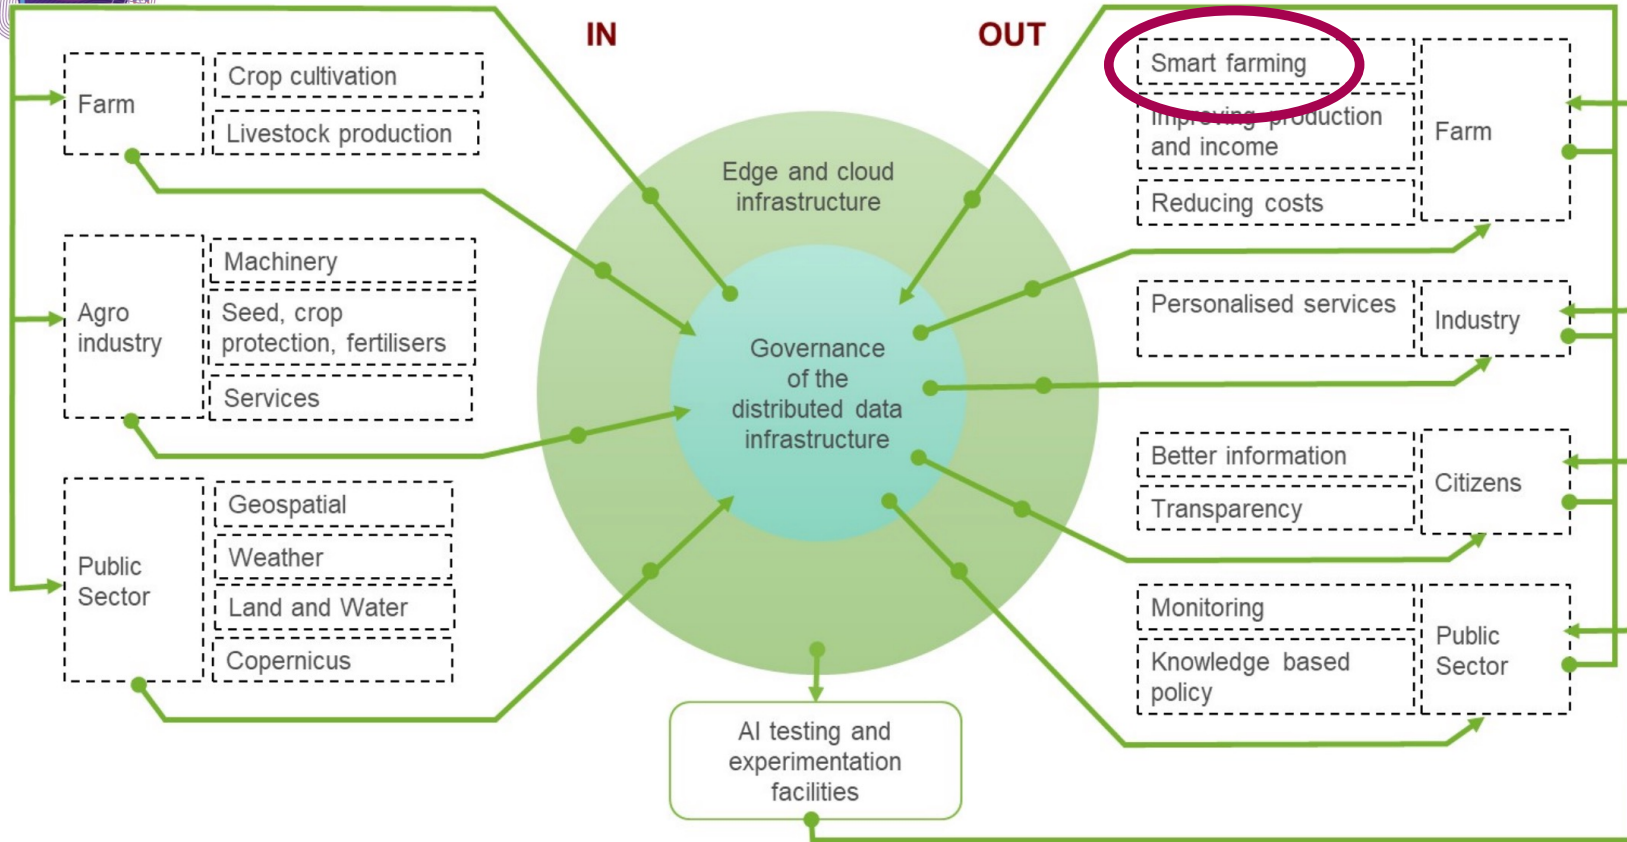 IN
OUT
Farm
Crop cultivation
Livestock production
Agro
industry
Machinery
Seed, crop
protection, fertilisers
Services
Public
Sector
Geospatial
Weather
Land and Water
Copernicus
Edge and cloud
infrastructure
Governance
of the
distributed data
infrastructure
AI testing and
experimentation
facilities
Smart farming
Improving production
and income
Reducing costs
Farm
Personalised services
Industry
Better information
Transparency
Citizens
Monitoring
Knowledge based
policy
Public
Sector